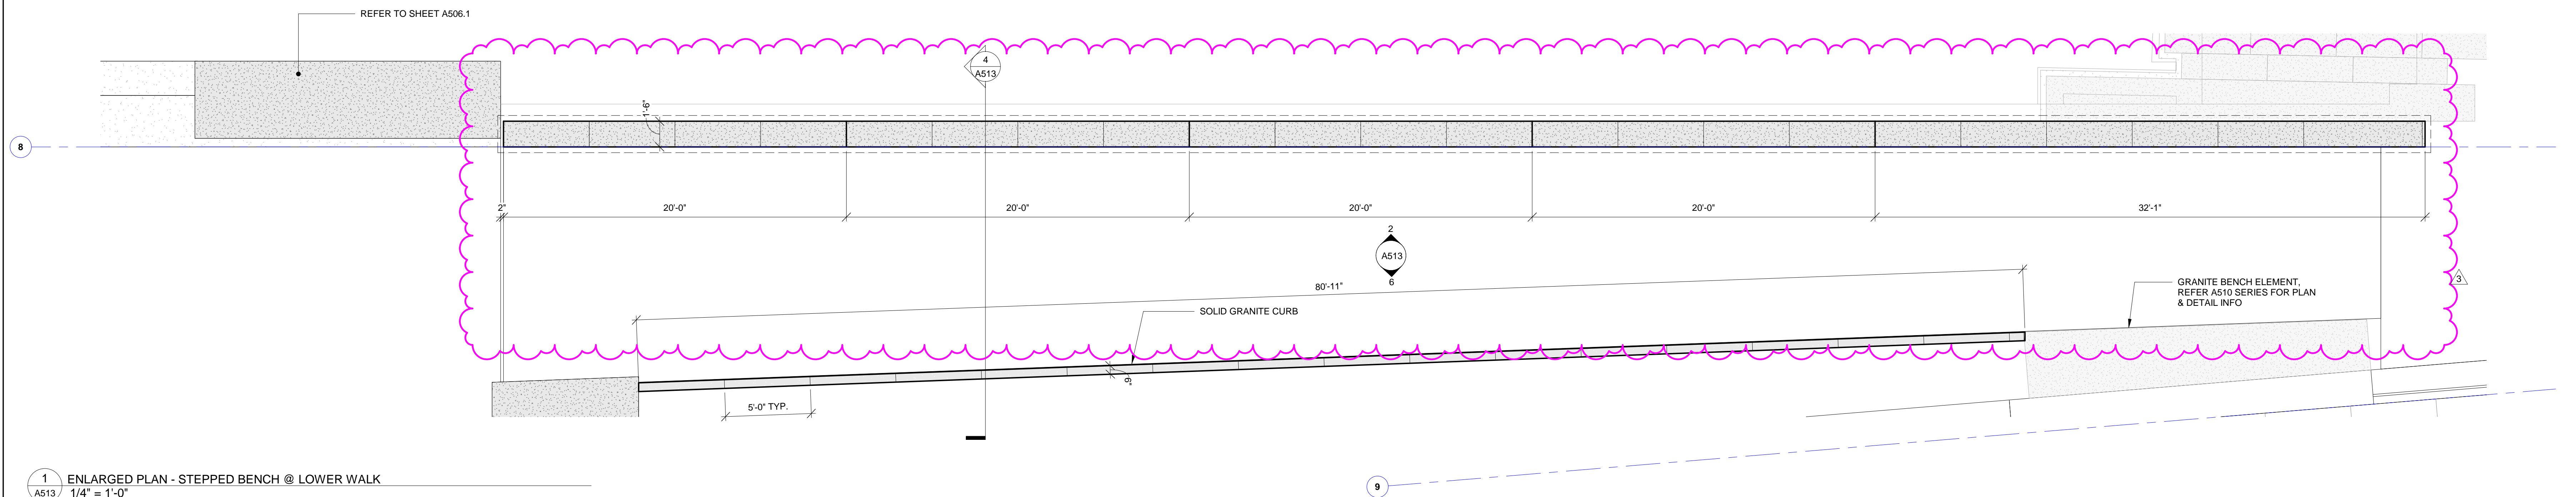 REFER TO SHEET A506.1
4
A513
1'-6"
8
2"
20'-0"
20'-0"
20'-0"
20'-0"
32'-1"
2
A513
6
80'-11"
3
GRANITE BENCH ELEMENT,
REFER A510 SERIES FOR PLAN
& DETAIL INFO
SOLID GRANITE CURB
6"
5'-0" TYP.
1
A513
ENLARGED PLAN - STEPPED BENCH @ LOWER WALK
1/4" = 1'-0"
9